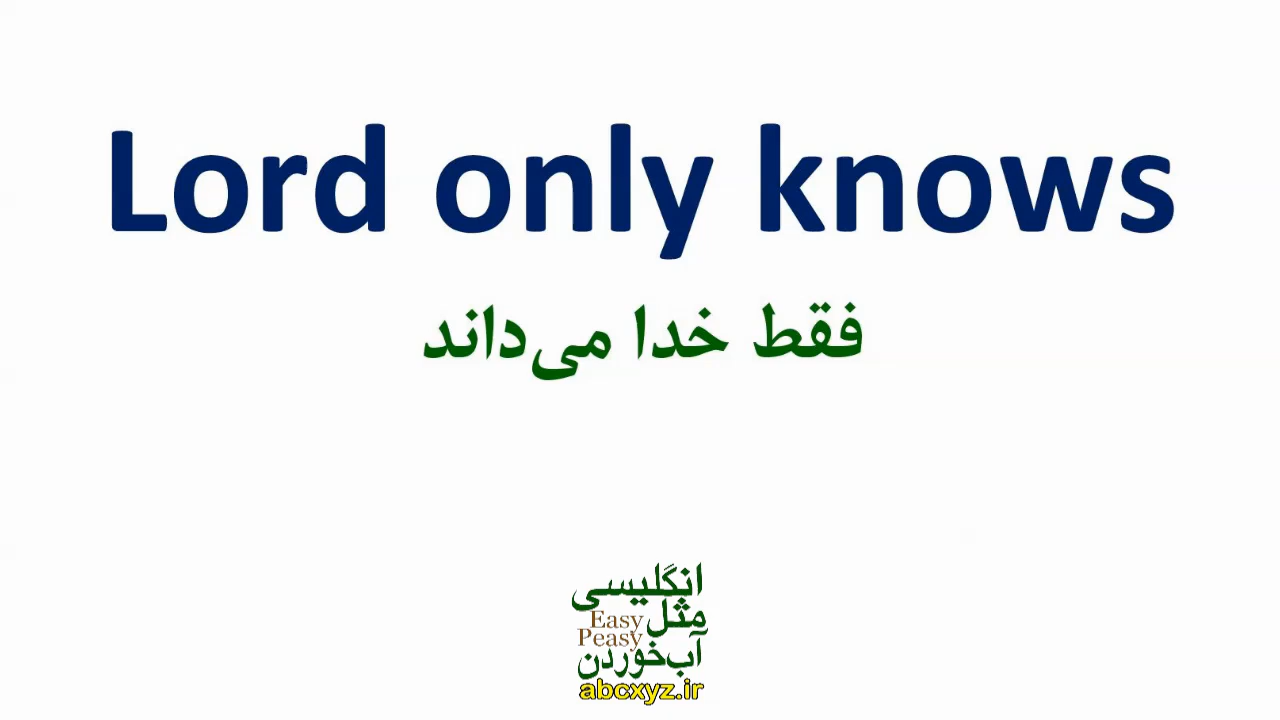 Lord only knows
فقط خدا می‌داند
انگلیسی
مثل Easy
Peasy
آب‌خوردن
abcxyz.ir